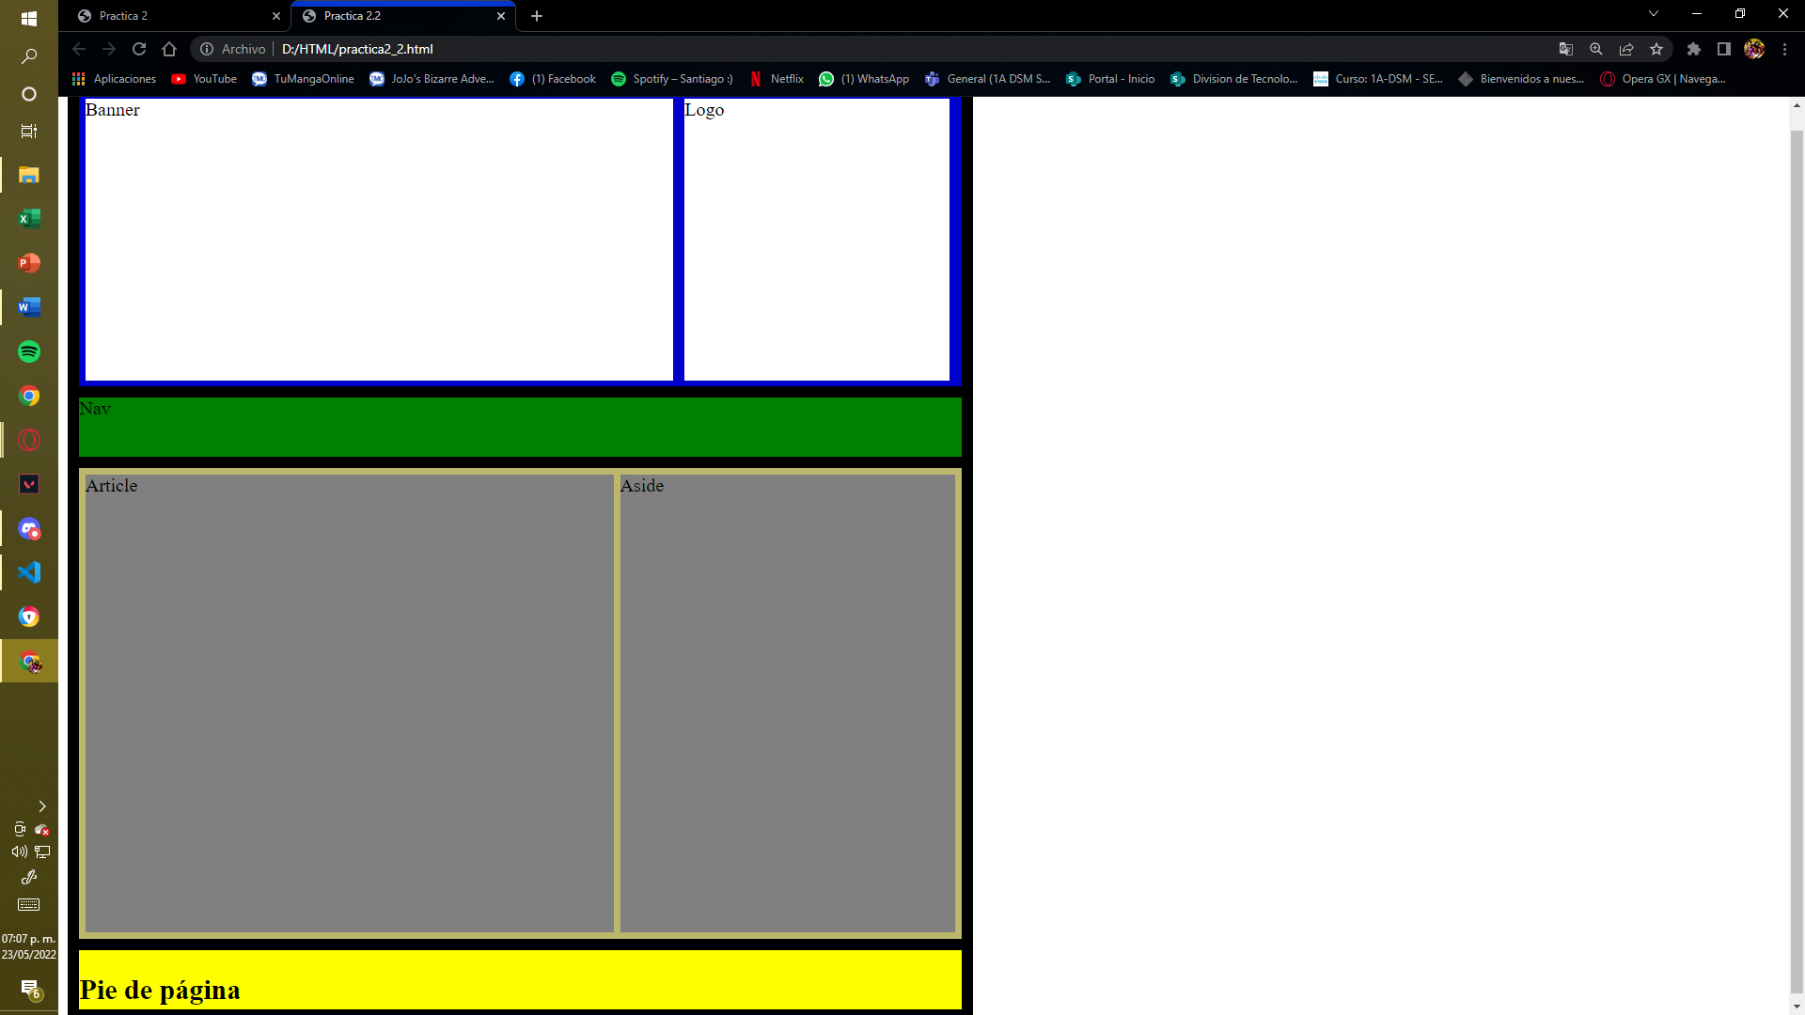 Practica 2
Practica 2.2
Archivo
D:/HTML/practica2_2.html
Aplicaciones
YouTube
TuMangaOnline
JoJo's Bizarre Adve...
(1) Facebook
Spotify – Santiago :)
Netflix
(1) WhatsApp
General (1A DSM S...
Portal - Inicio
Division de Tecnolo...
Curso: 1A-DSM - SE...
Bienvenidos a nues...
Opera GX | Navega...
Banner
Logo
Nav
Article
Aside
Pie de página
07:07 p. m.
23/05/2022
6